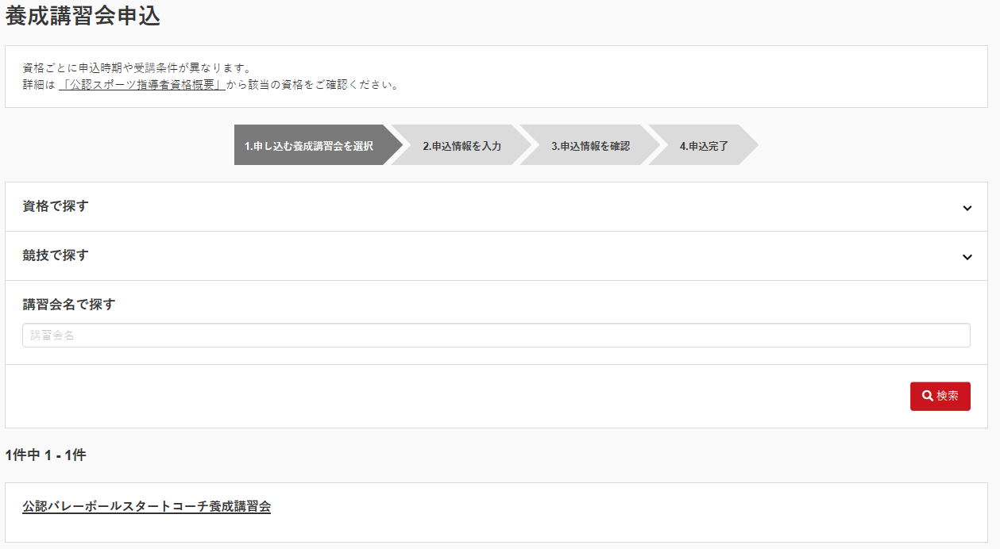 養成講習会申込
資格ごとに申込時期や受講条件が異なります。
詳細は 「公認スポーツ指導者資格概要」から該当の資格をご確認ください。
1.申し込む養成講習会を選択
2.申込情報を入力
3.申込情報を確認
4.申込完了
資格で探す
競技で探す
講習会名で探す
講習会名
検索
1件中 1 - 1件
公認バレーボールスタートコーチ養成講習会